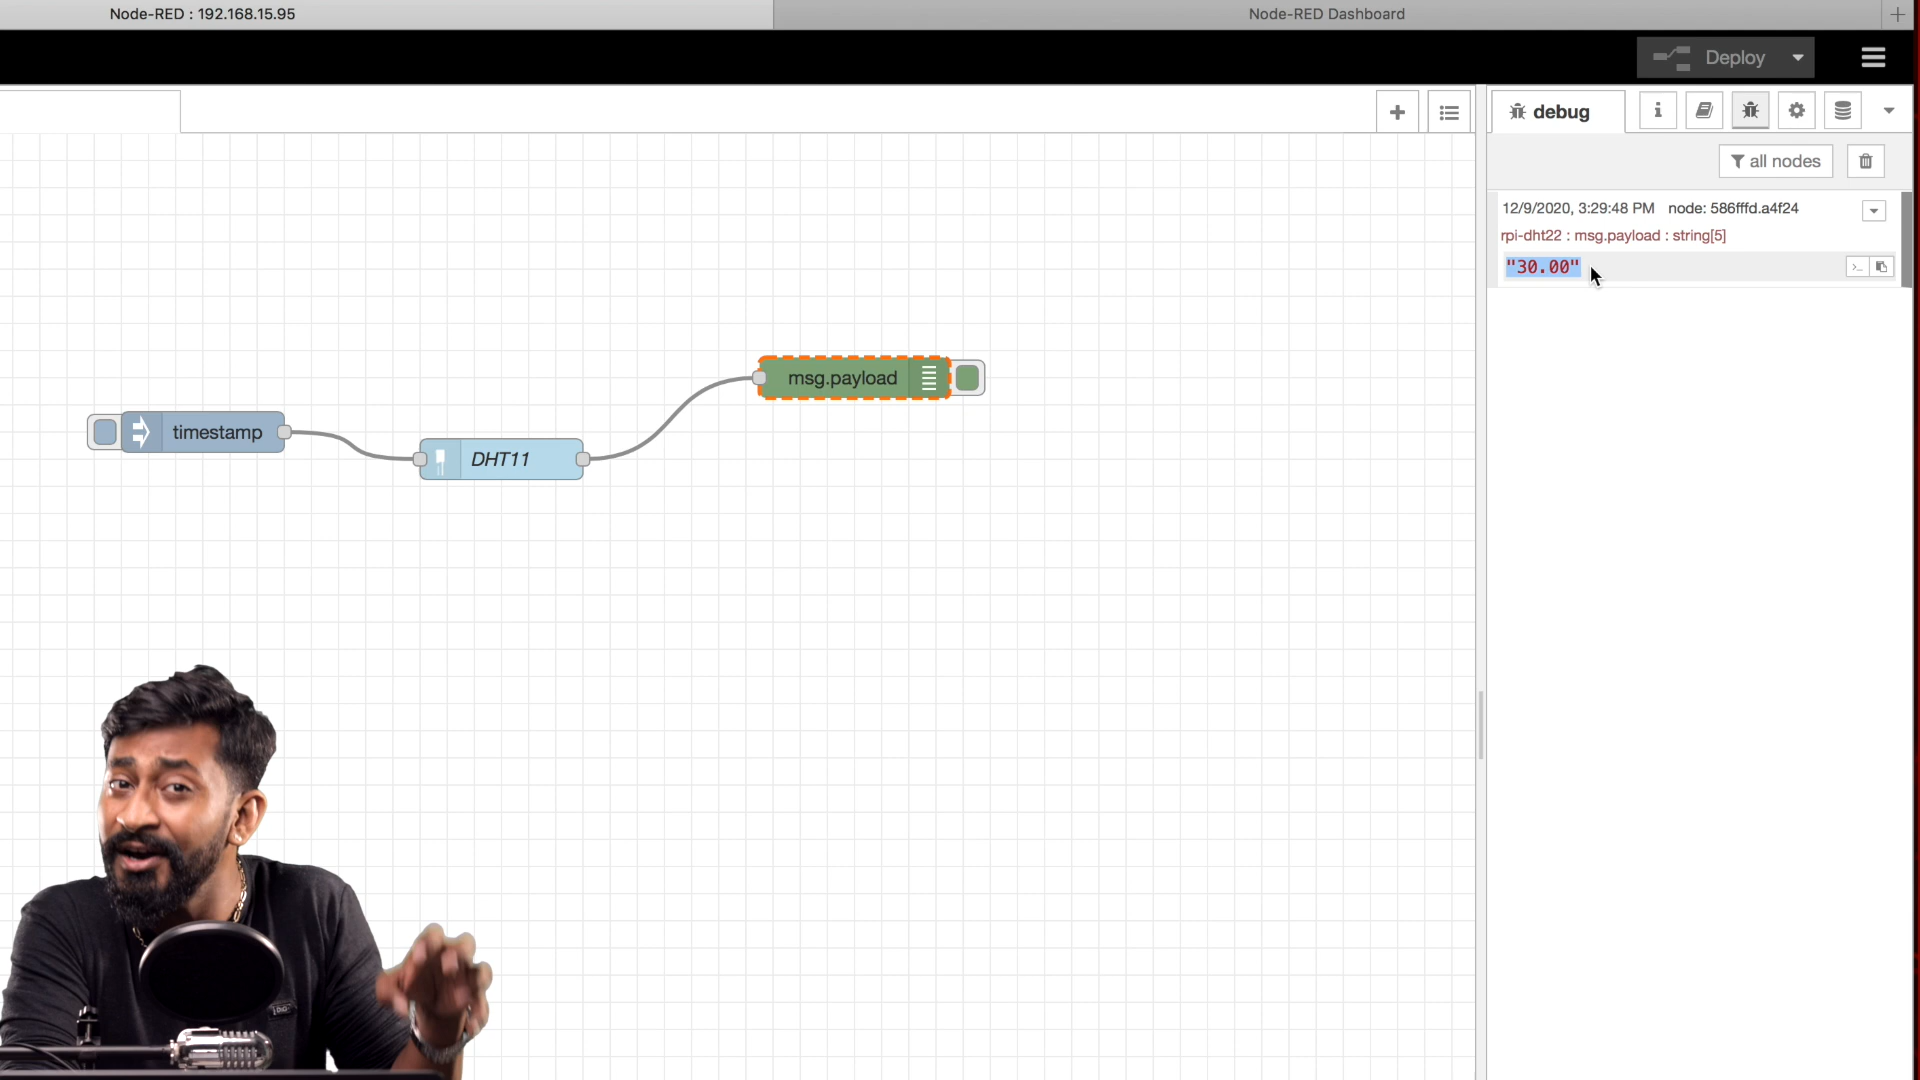 Node-RED : 192.168.15.95
Node-RED Dashboard
Deploy
debug
all nodes
12/9/2020, 3:29:48 PM node: 586fffd.a4f24
rpi-dht22 : msg.payload : string[5]
"30.00"
msg.payload
timestamp
DHT11